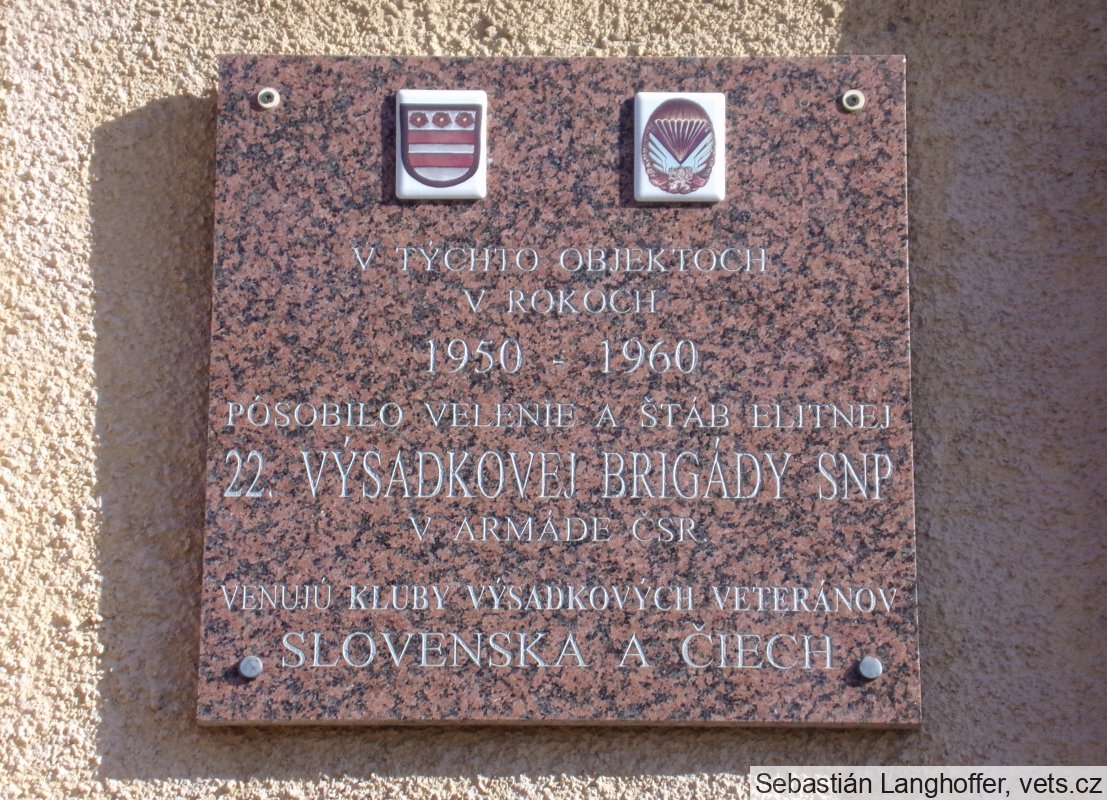 V TÝCHTO OBJEKTOCH
V ROKOCH
1950 - 1960
PÔSOBILO VELENIE A ŠTÁB ELITNEJ
22. VÝSADKOVEJ BRIGÁDY SNP
V ARMÁDE ČSR.
VENUJÚ KLUBY VÝSADKOVÝCH VETERÁNOV
SLOVENSKA A ČIECH
Sebastián Langhoffer, vets.cz